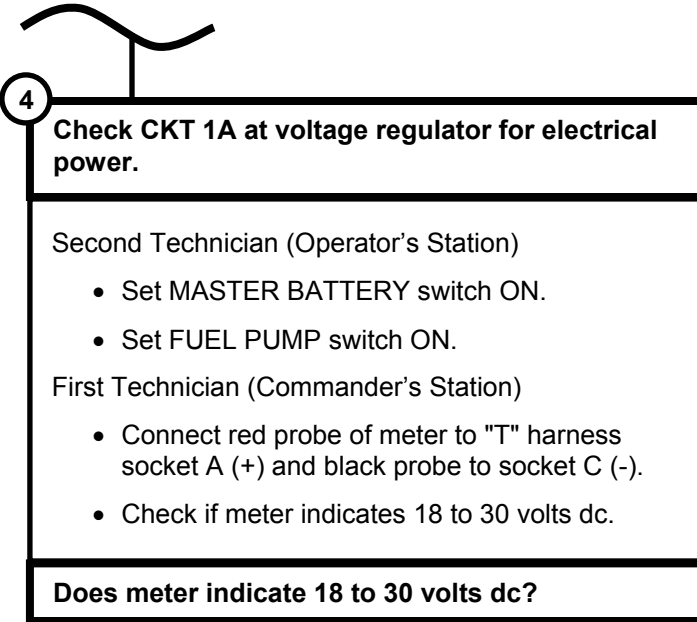 4
Check CKT 1A at voltage regulator for electrical
power.
Second Technician (Operator’s Station)
• Set MASTER BATTERY switch ON.
• Set FUEL PUMP switch ON.
First Technician (Commander’s Station)
• Connect red probe of meter to "T" harness
socket A (+) and black probe to socket C (-).
• Check if meter indicates 18 to 30 volts dc.
Does meter indicate 18 to 30 volts dc?